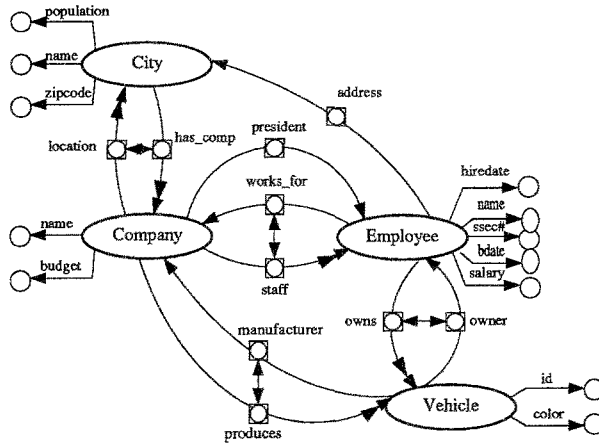 population
name
City
zipcode
address
president
location
has_comp
hiredate
works_for
name
name
ssec#
Company
Employee
bdate
budget
salary
staff
manufacturer
owns
owner
id
Vehicle
color
produces